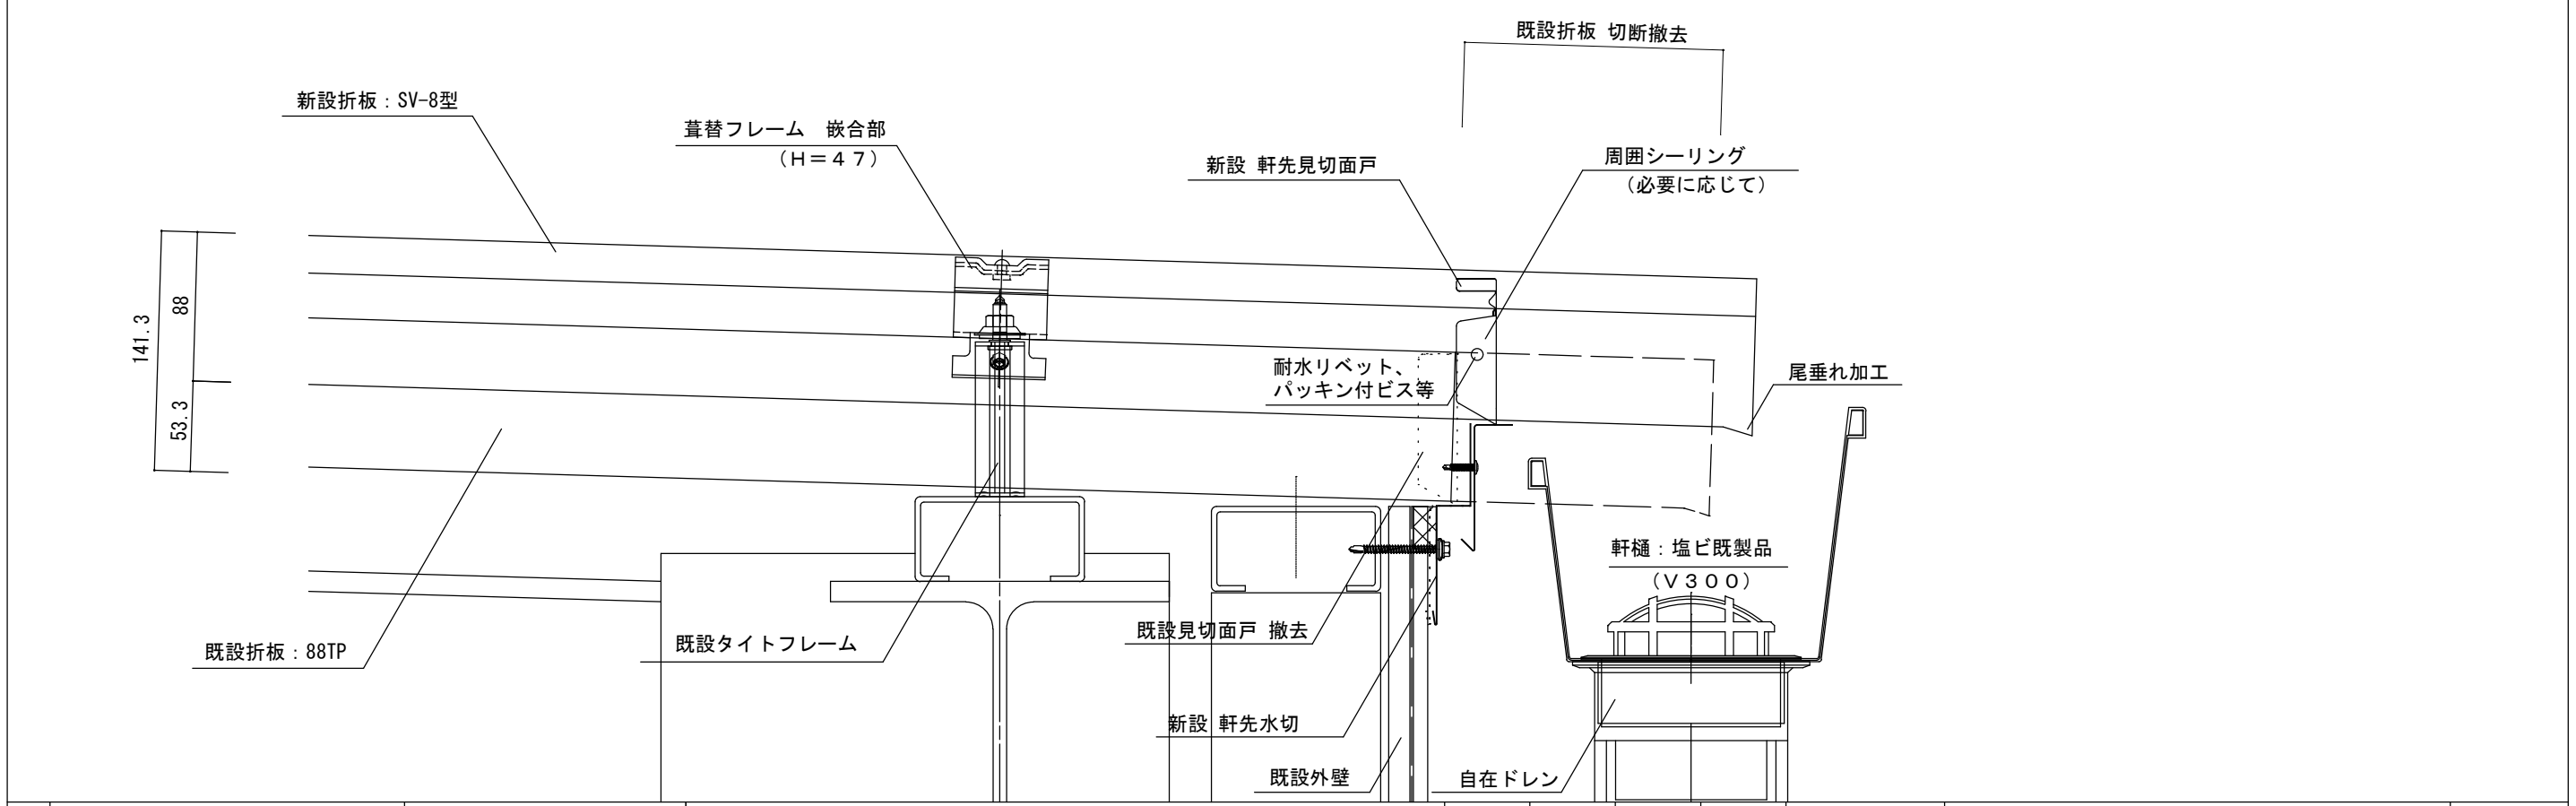 既設折板 切断撤去
新設折板：SV-8型
葺替フレーム　嵌合部
（H＝47）
新設 軒先見切面戸
周囲シーリング
（必要に応じて）
141.3
88
53.3
耐水リベット、
パッキン付ビス等
尾垂れ加工
軒樋：塩ビ既製品
（V300）
既設折板：88TP
既設タイトフレーム
既設見切面戸 撤去
新設 軒先水切
既設外壁
自在ドレン